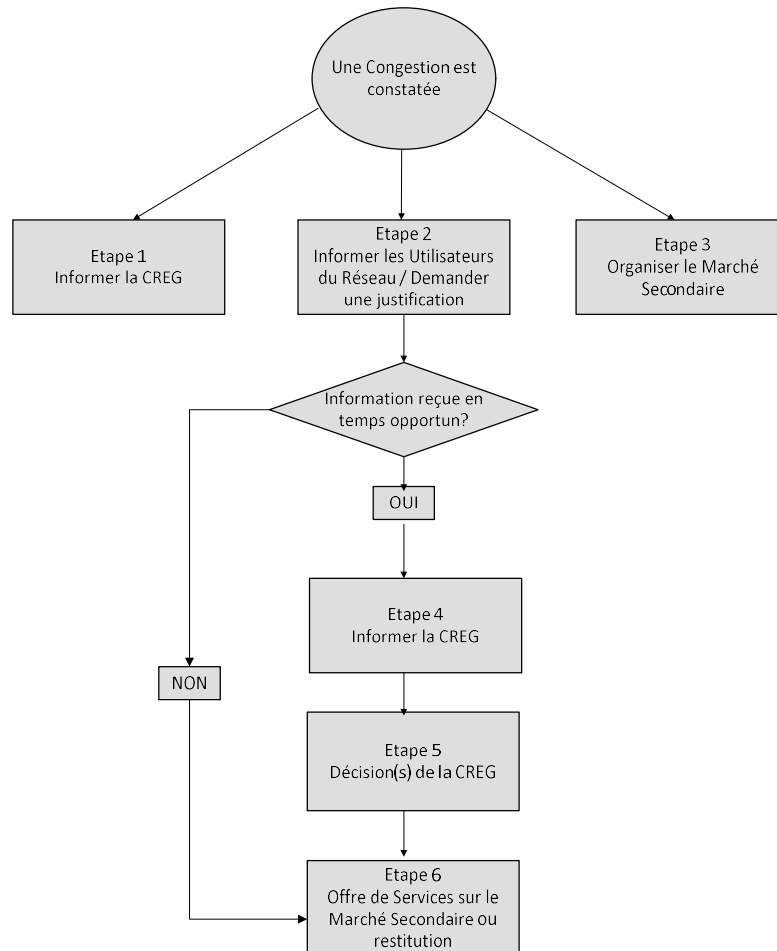 Une Congestion est
constatée
Etape 1
Informer la CREG
Etape 2
Informer les Utilisateurs
du Réseau / Demander
une justification
Etape 3
Organiser le Marché
Secondaire
Information reçue en
temps opportun?
OUI
Etape 4
Informer la CREG
NON
Etape 5
Décision(s) de la CREG
Etape 6
Offre de Services sur le
Marché Secondaire ou
restitution